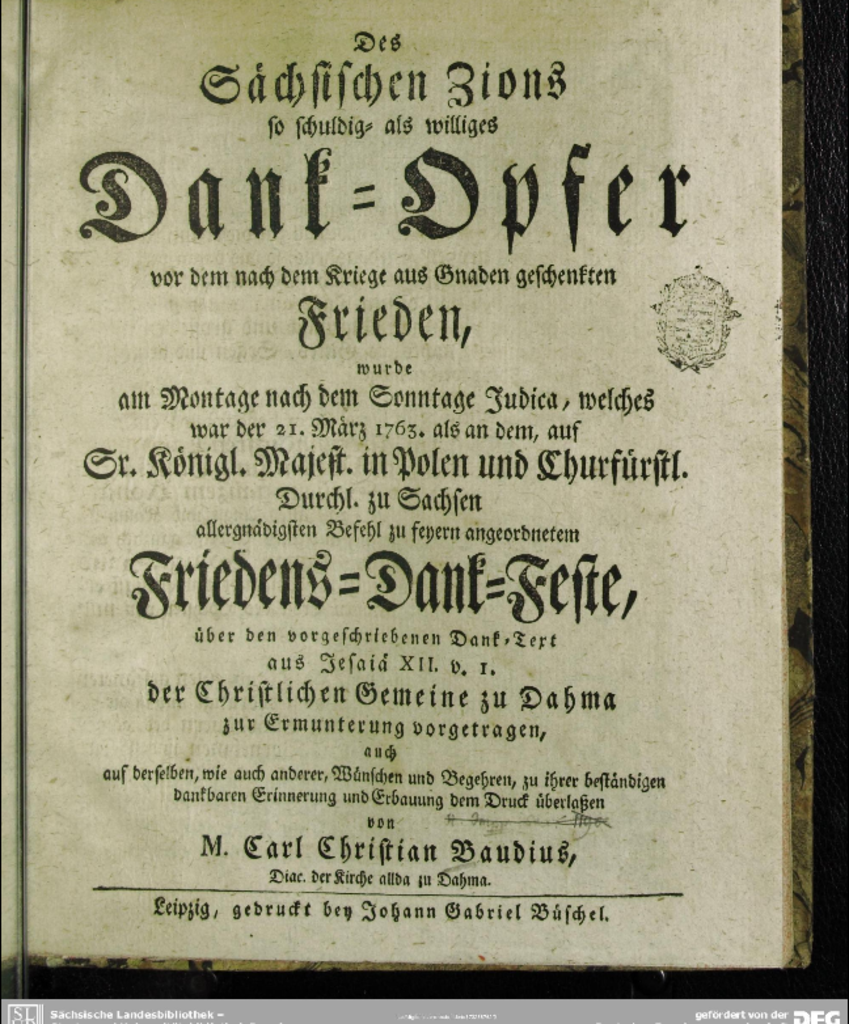 Des
Sächsischen Zions
so schuldig- als williges
Dank-Opfer
vor dem nach dem Kriege aus Gnaden geschenkten
Frieden,
wurde
am Montage nach dem Sonntage Judica, welches
war der 21. März 1763. als an dem, auf
Sr. Königl. Majest. in Polen und Churfürstl.
Durchl. zu Sachsen
allergnädigsten Befehl zu feyern angeordnetem
Friedens-Dank-Feste,
über den vorgeschriebenen Dank-Text
aus Jesaiä XII. v. 1.
der Christlichen Gemeine zu Dahma
zur Ermunterung vorgetragen,
auch
auf derselben, wie auch anderer, Wünschen und Begehren, zu ihrer beständigen
dankbaren Erinnerung und Erbauung dem Druck überlaßen
von
M. Carl Christian Baudius,
Diac. der Kirche allda zu Dahma.
Leipzig, gedruckt bey Johann Gabriel Büschel.
Sächsische Landesbibliothek –
gefördert von der